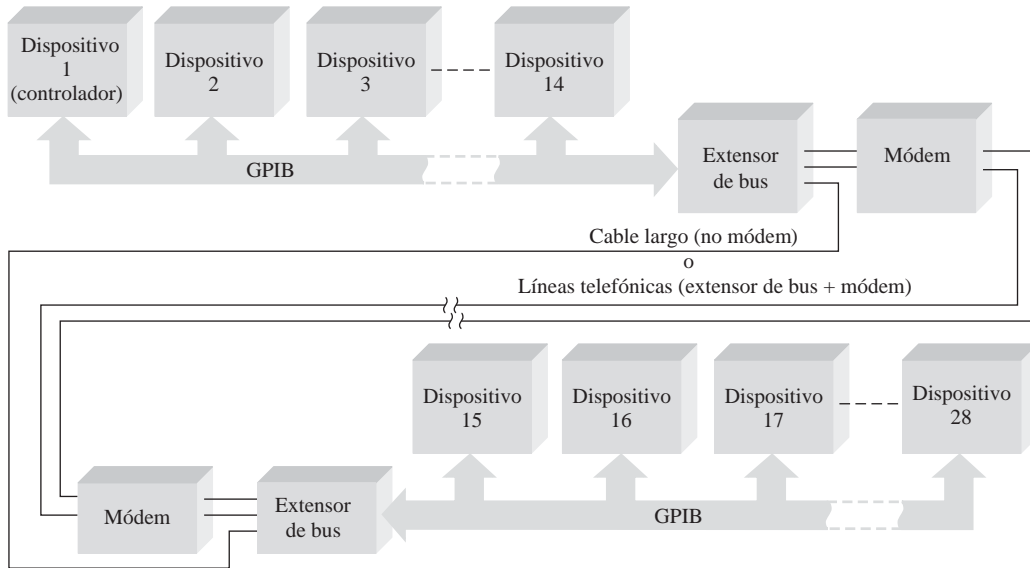 Dispositivo
1
(controlador)
Dispositivo
2
Dispositivo
3
Dispositivo
14
GPIB
Extensor
de bus
Módem
Cable largo (no módem)
o
Líneas telefónicas (extensor de bus + módem)
Dispositivo
15
Dispositivo
16
Dispositivo
17
Dispositivo
28
Módem
Extensor
de bus
GPIB